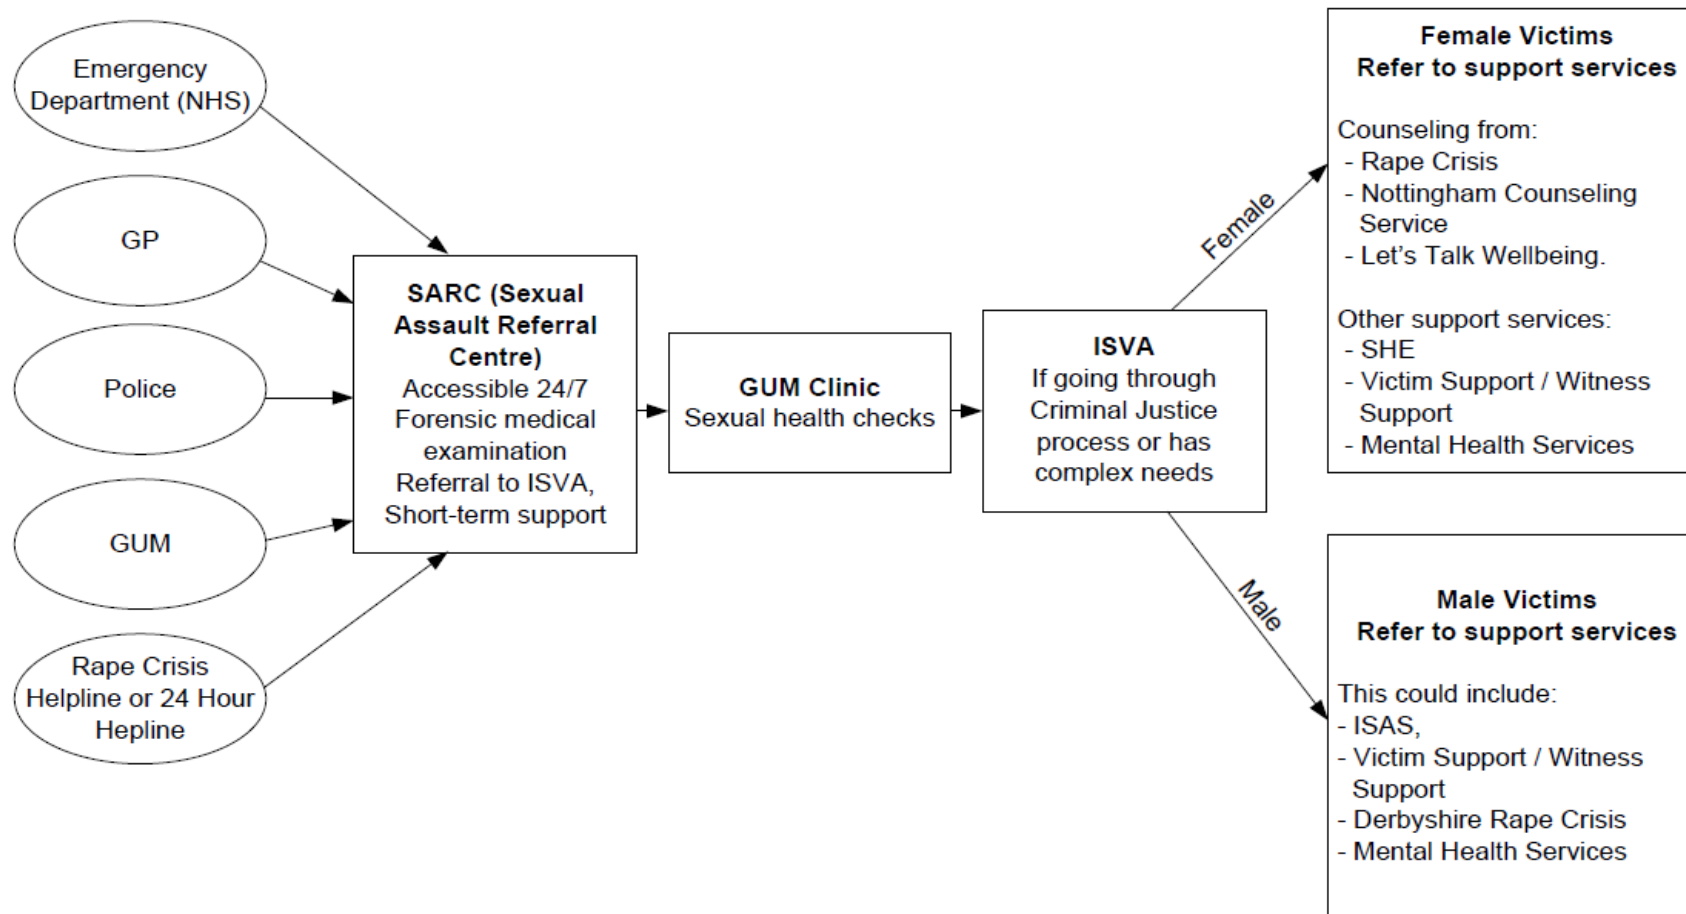 Emergency
Department (NHS)
GP
Police
GUM
Rape Crisis
Helpline or 24 Hour
Hepline
SARC (Sexual
Assault Referral
Centre)
Accessible 24/7
Forensic medical
examination
Referral to ISVA,
Short-term support
GUM Clinic
Sexual health checks
ISVA
If going through
Criminal Justice
process or has
complex needs
Female
Male
Female Victims
Refer to support services
Counseling from:
- Rape Crisis
- Nottingham Counseling
Service
- Let's Talk Wellbeing.
Other support services:
- SHE
- Victim Support / Witness
Support
- Mental Health Services
Male Victims
Refer to support services
This could include:
- ISAS,
- Victim Support / Witness
Support
- Derbyshire Rape Crisis
- Mental Health Services